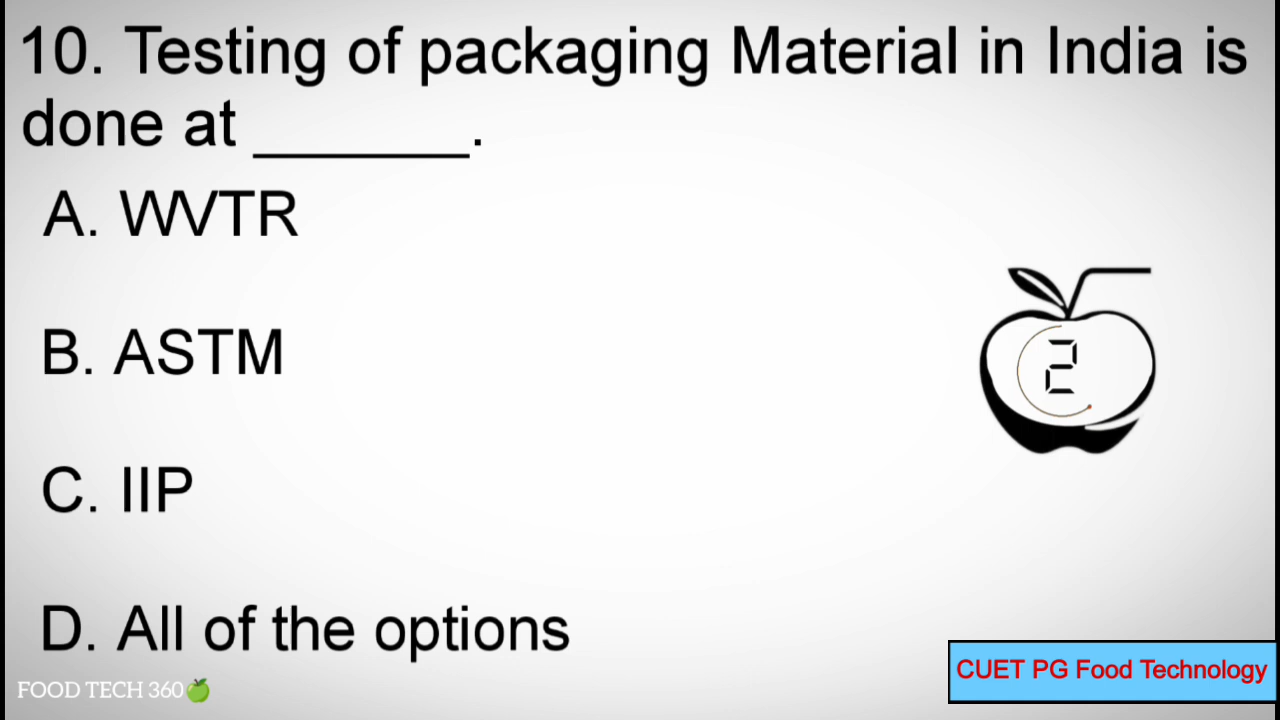 10. Testing of packaging Material in India is
done at _______.
A. WVTR
B. ASTM
2
C. IIP
D. All of the options
CUET PG Food Technology
FOOD TECH 360